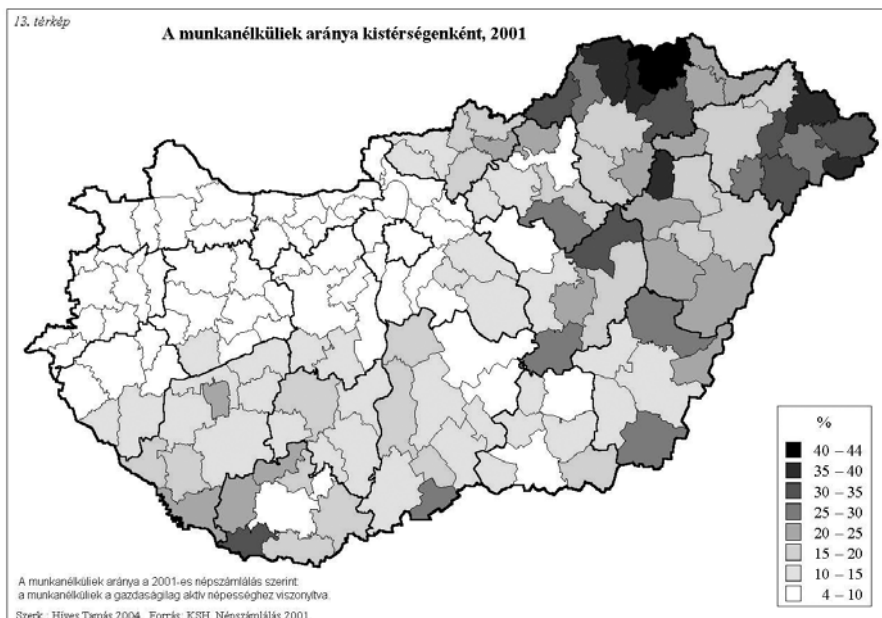 13. térkép
A munkanélküliek aránya kistérségenként, 2001
%
40 – 44
35 – 40
30 – 35
25 – 30
20 – 25
15 – 20
10 – 15
4 – 10
A munkanélküliek aránya a 2001-es népszámlálás szerint:
a munkanélküliek a gazdaságilag aktív népességhez viszonyítva.
Szerk.: Híves Tamás 2004. Forrás: KSH, Népszámlálás 2001